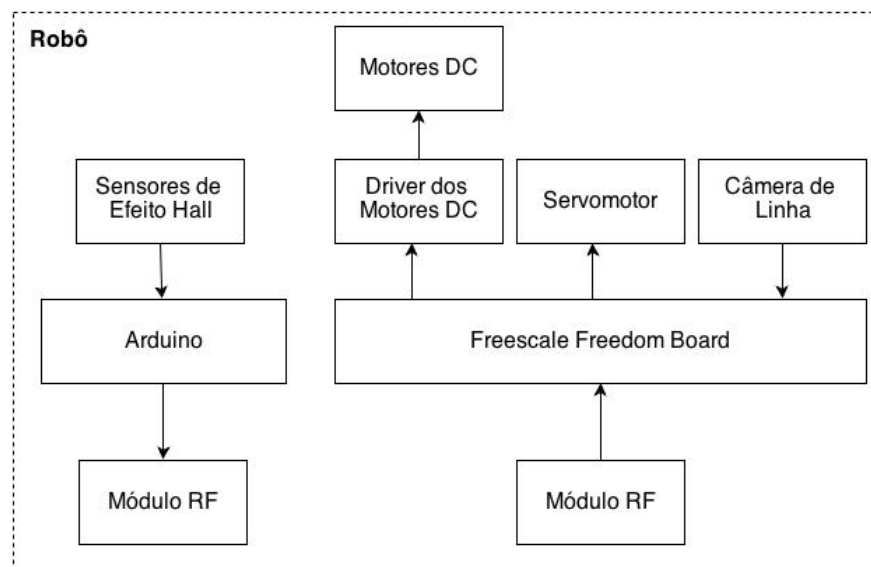 Robô
Motores DC
Sensores de
Efeito Hall
Driver dos
Motores DC
Servomotor
Câmera de
Linha
Arduino
Freescale Freedom Board
Módulo RF
Módulo RF